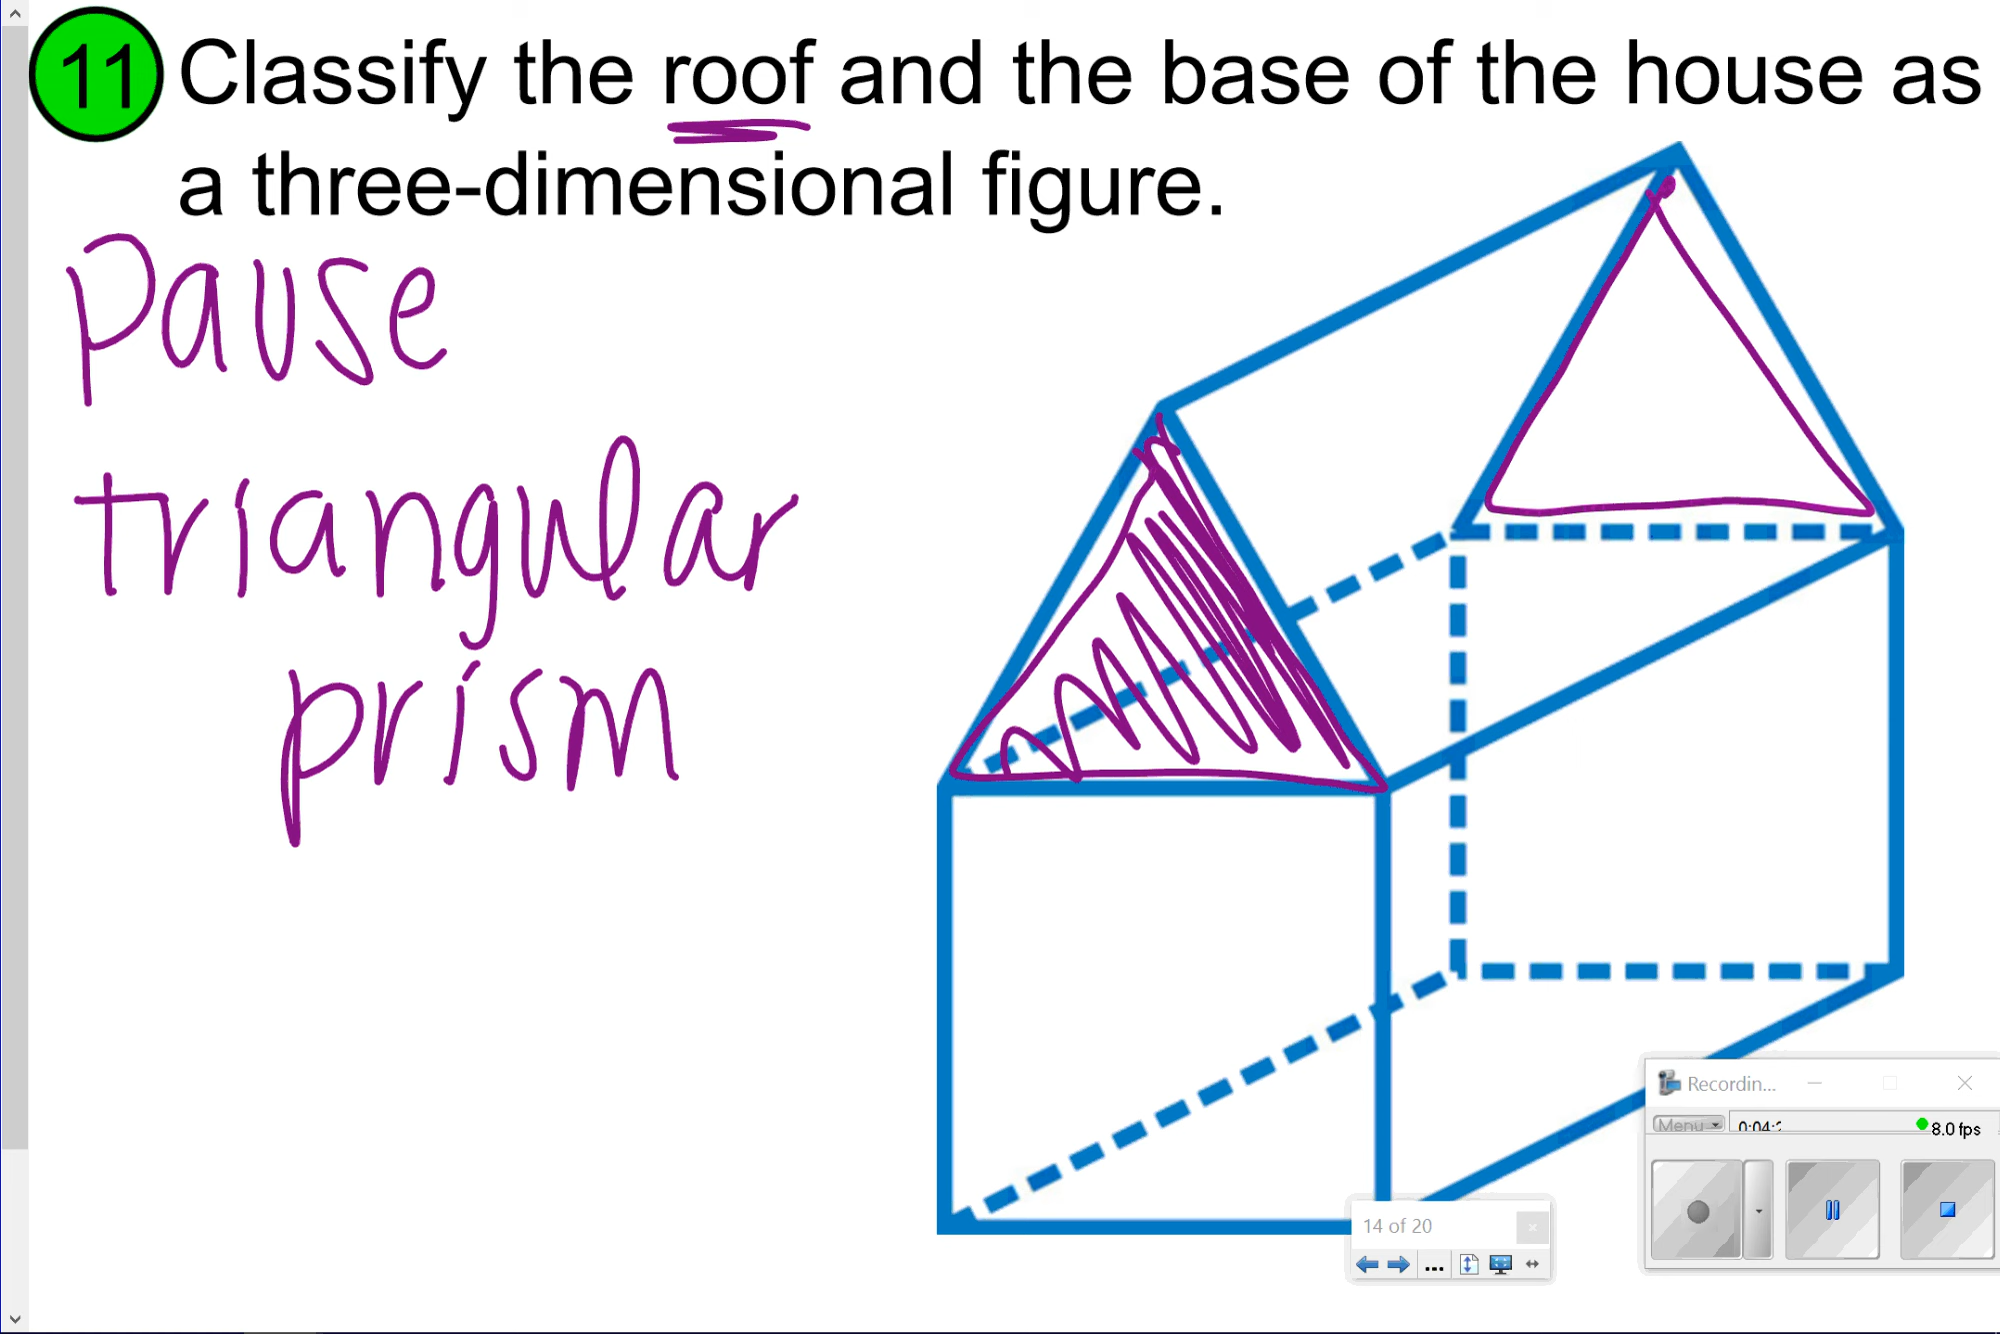 11 Classify the roof and the base of the house as
a three-dimensional figure.
Pause
triangular
prism
Recordin...
Menu
8.0 fps
14 of 20
...